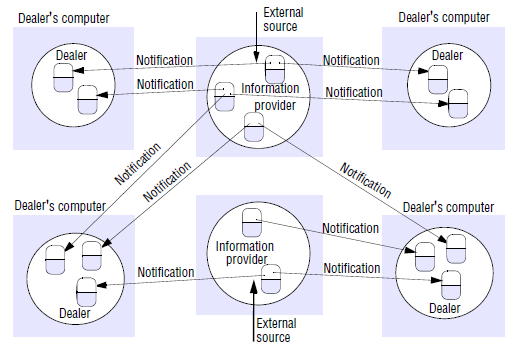 Dealer's computer
External
source
Dealer's computer
Dealer
Notification
Notification
Dealer
Notification
Information
provider
Notification
Notification
Notification
Notification
Dealer's computer
Dealer's computer
Notification
Information
provider
Notification
Notification
Dealer
Dealer
External
source